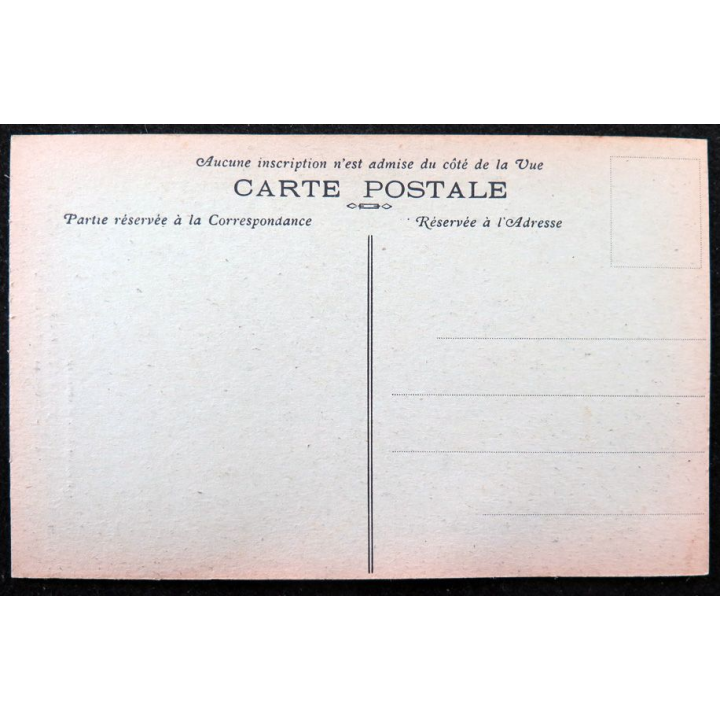 Aucune inscription n'est admise du côté de la Vue
CARTE POSTALE
Partie réservée à la Correspondance
Réservée à l'Adresse